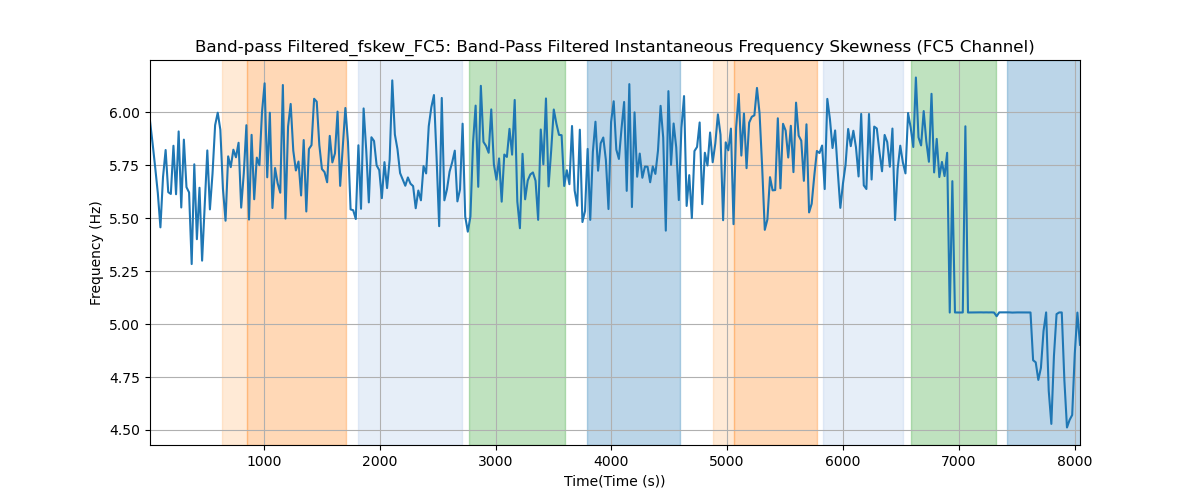 Band-pass Filtered_fskew_FC5: Band-Pass Filtered Instantaneous Frequency Skewness (FC5 Channel)
Frequency (Hz)
6.00
5.75
5.50
5.25
5.00
4.75
4.50
1000 2000 3000 4000 5000 6000 7000 8000
Time(Time (s))